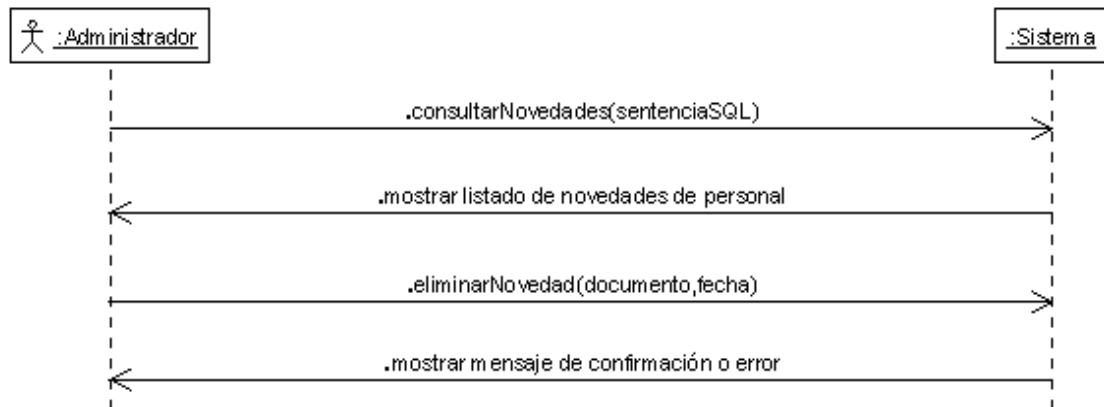 :Administrador
:Sistema
.consultarNovedades(sentenciaSQL)
.mostrar listado de novedades de personal
.eliminarNovedad(documento,fecha)
.mostrar mensaje de confirmación o error